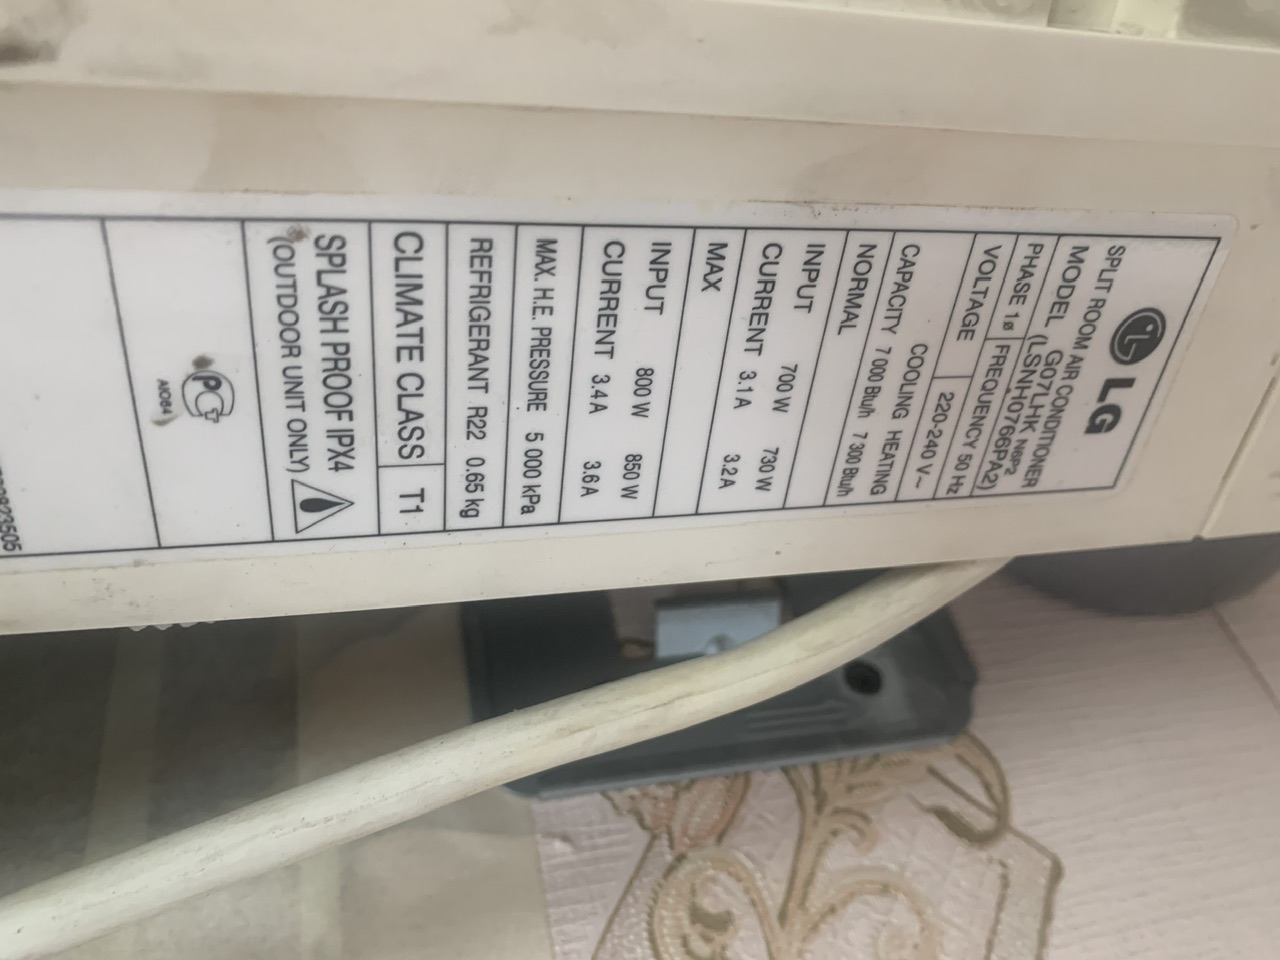 LG
SPLIT ROOM AIR CONDITIONER
MODEL G07LHK N6P2
(LSNH0766PA2)
PHASE 1ø FREQUENCY 50 Hz
VOLTAGE 220-240 V~
COOLING HEATING
CAPACITY 7 000 Btu/h 7 300 Btu/h
NORMAL
INPUT 700 W 730 W
CURRENT 3.1A 3.2A
MAX
INPUT 800 W 850 W
CURRENT 3.4A 3.6A
MAX. H.E. PRESSURE 5 000 kPa
REFRIGERANT R22 0.65 kg
CLIMATE CLASS T1
SPLASH PROOF IPX4
(OUTDOOR UNIT ONLY)
РСТ